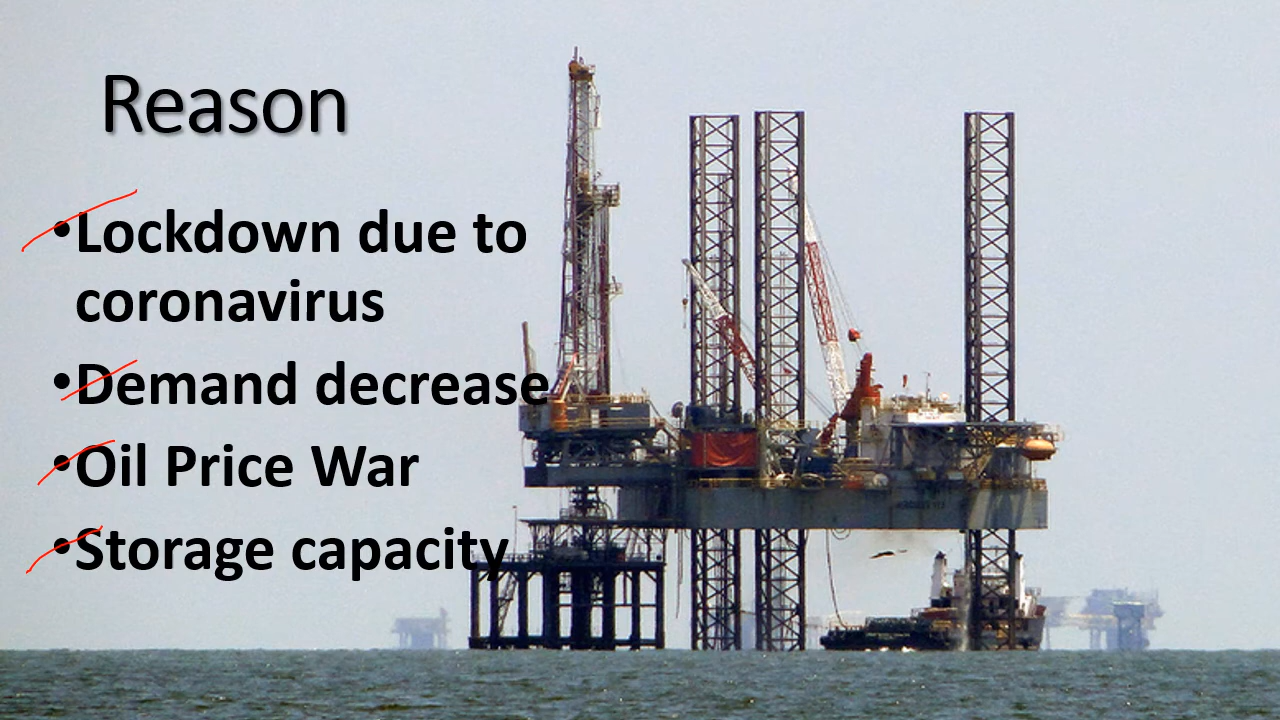 Reason
•Lockdown due to
coronavirus
•Demand decrease
•Oil Price War
•Storage capacity